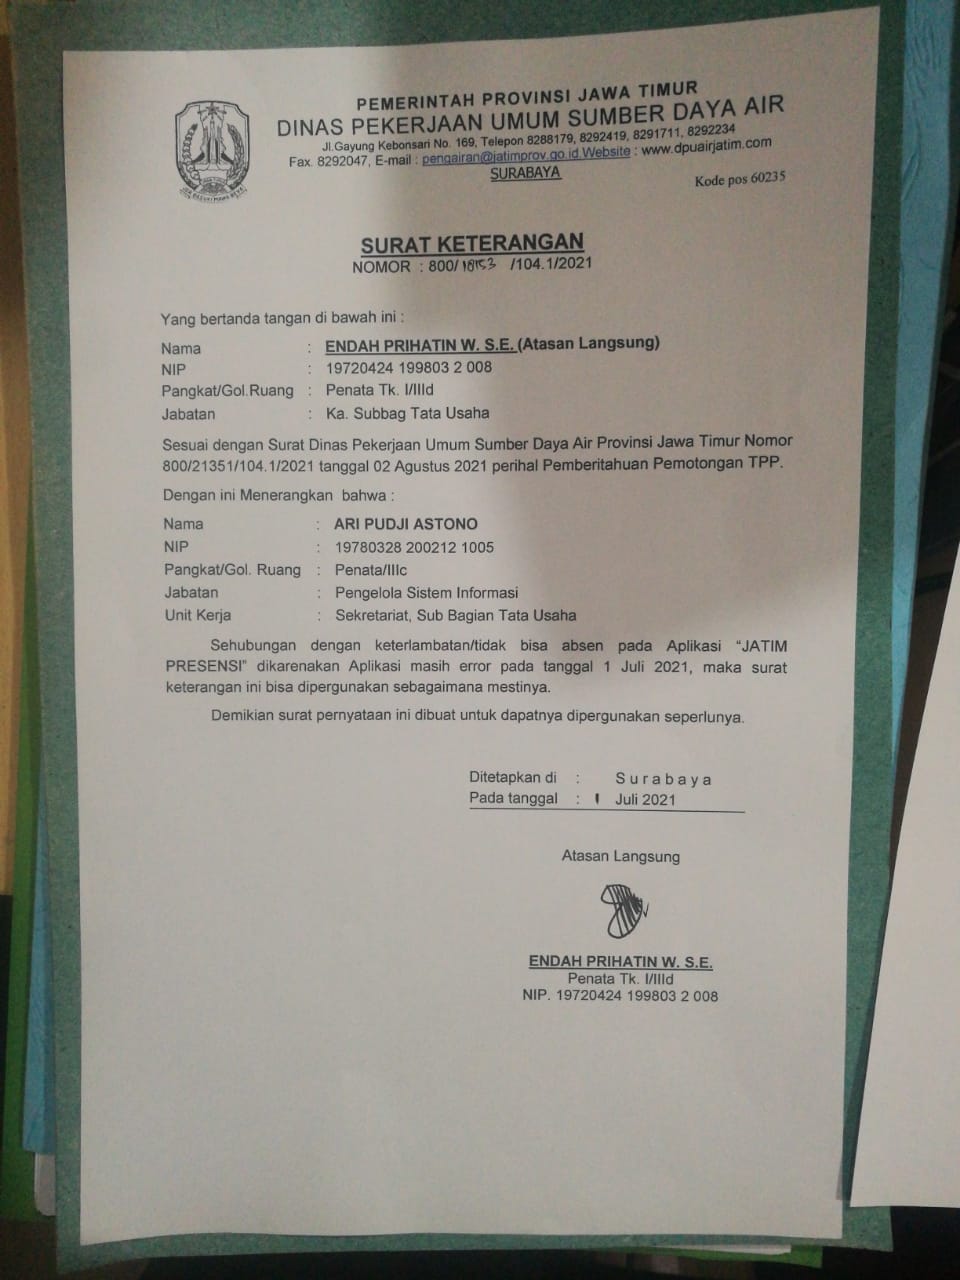 PEMERINTAH PROVINSI JAWA TIMUR
DINAS PEKERJAAN UMUM SUMBER DAYA AIR
Jl.Gayung Kebonsari No. 169, Telepon 8288179, 8292419, 8291711, 8292234
Fax. 8292047, E-mail : pengairan@jatimprov.go.id Website : www.dpuairjatim.com
SURABAYA
Kode pos 60235
SURAT KETERANGAN
NOMOR : 800/ /104.1/2021
Yang bertanda tangan di bawah ini :
Nama : ENDAH PRIHATIN W. S.E. (Atasan Langsung)
NIP : 19720424 199803 2 008
Pangkat/Gol.Ruang : Penata Tk. I/IIId
Jabatan : Ka. Subbag Tata Usaha
Sesuai dengan Surat Dinas Pekerjaan Umum Sumber Daya Air Provinsi Jawa Timur Nomor
800/21351/104.1/2021 tanggal 02 Agustus 2021 perihal Pemberitahuan Pemotongan TPP.
Dengan ini Menerangkan bahwa :
Nama : ARI PUDJI ASTONO
NIP : 19780328 200212 1005
Pangkat/Gol. Ruang : Penata/IIIc
Jabatan : Pengelola Sistem Informasi
Unit Kerja : Sekretariat, Sub Bagian Tata Usaha
Sehubungan dengan keterlambatan/tidak bisa absen pada Aplikasi “JATIM
PRESENSI” dikarenakan Aplikasi masih error pada tanggal 1 Juli 2021, maka surat
keterangan ini bisa dipergunakan sebagaimana mestinya.
Demikian surat pernyataan ini dibuat untuk dapatnya dipergunakan seperlunya.
Ditetapkan di : S u r a b a y a
Pada tanggal : 1 Juli 2021
Atasan Langsung
ENDAH PRIHATIN W. S.E.
Penata Tk. I/IIId
NIP. 19720424 199803 2 008